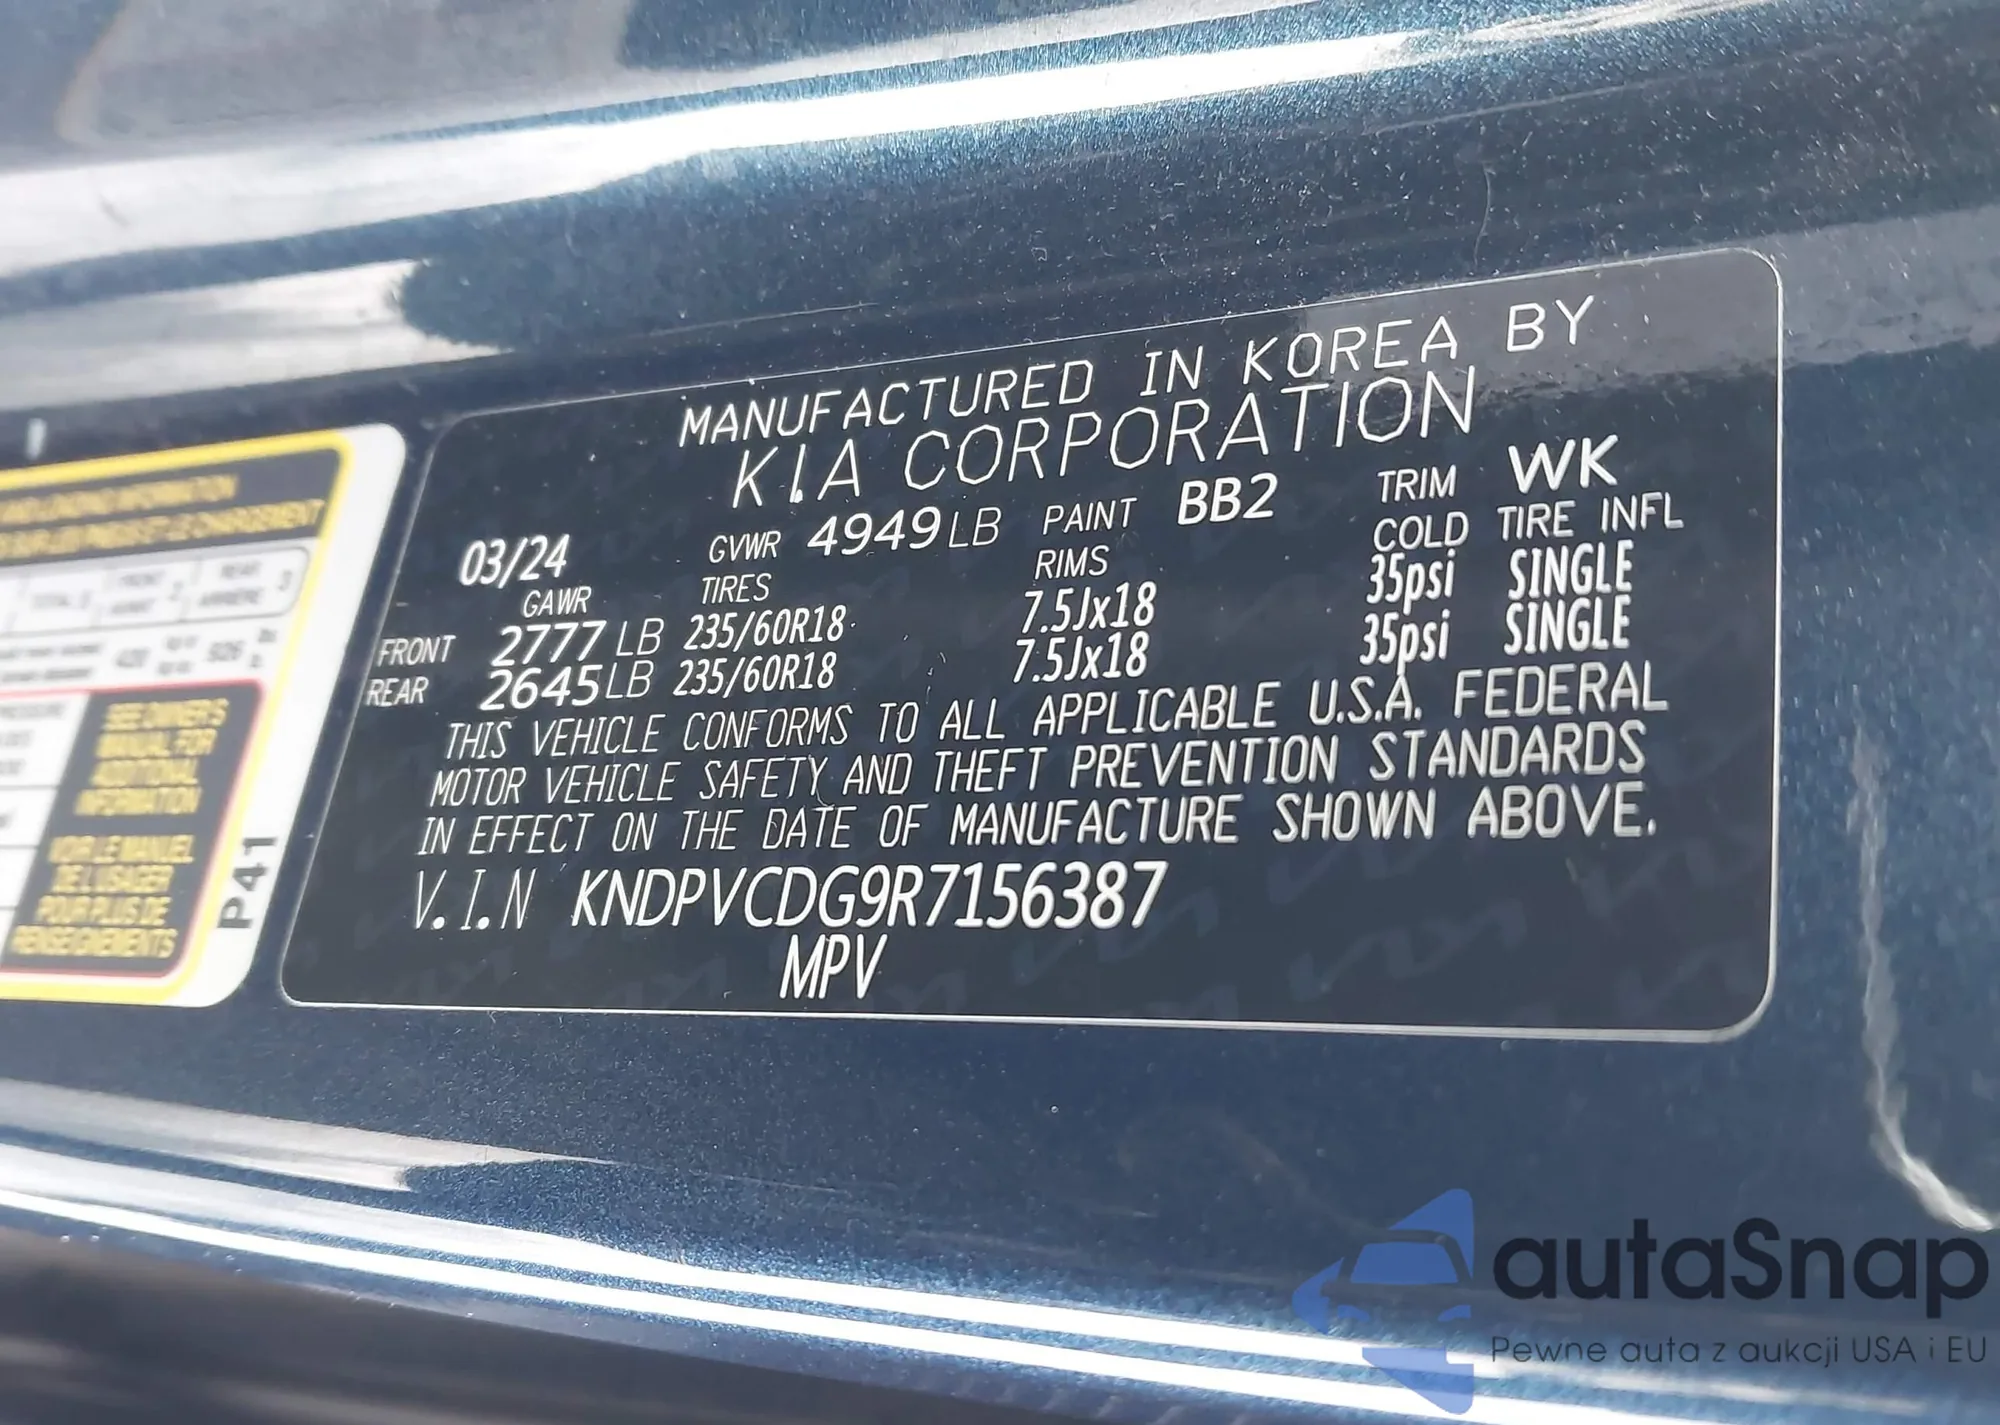 MANUFACTURED IN KOREA BY
KIA CORPORATION
03/24 GVWR 4949LB PAINT BB2 TRIM WK
GAWR TIRES RIMS COLD TIRE INFL
FRONT 2777LB 235/60R18 7.5Jx18 35psi SINGLE
REAR 2645LB 235/60R18 7.5Jx18 35psi SINGLE
THIS VEHICLE CONFORMS TO ALL APPLICABLE U.S.A. FEDERAL
MOTOR VEHICLE SAFETY AND THEFT PREVENTION STANDARDS
IN EFFECT ON THE DATE OF MANUFACTURE SHOWN ABOVE.
V.I.N KNDPVCDG9R7156387
MPV
SEE OWNER'S
MANUAL FOR
ADDITIONAL
INFORMATION
VOIR LE MANUEL
DE L'USAGER
POUR PLUS DE
RENSEIGNEMENTS
P41
autaSnap
Pewne auta z aukcji USA i EU